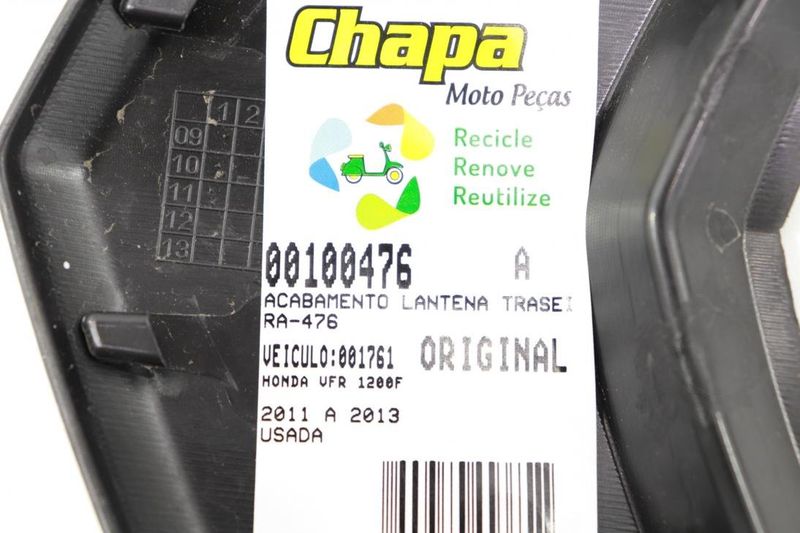 Chapa
Moto Peças
Recicle
Renove
Reutilize
00100476 A
ACABAMENTO LANTENA TRASEI
RA-476
VEICULO:001761 ORIGINAL
HONDA VFR 1200F
2011 A 2013
USADA
1 2
09
10
11
12
13